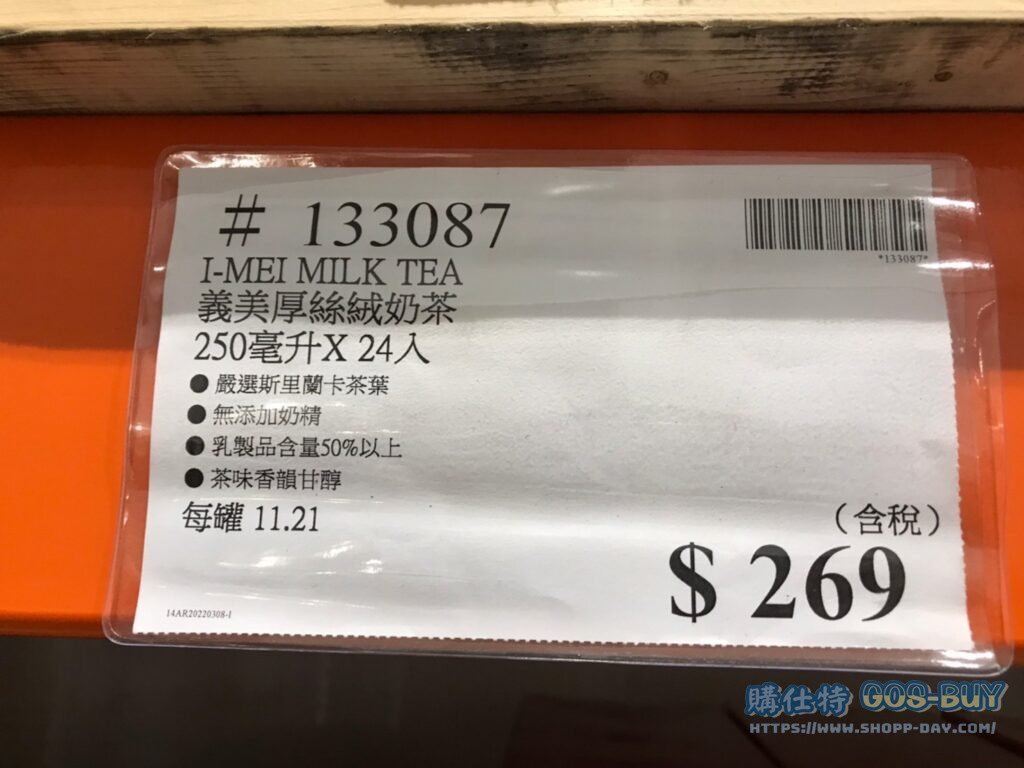 # 133087
*133087*
I-MEI MILK TEA
義美厚絲絨奶茶
250毫升X 24入
● 嚴選斯里蘭卡茶葉
● 無添加奶精
● 乳製品含量50%以上
● 茶味香韻甘醇
每罐 11.21
（含稅）
$ 269
14AR20220308-1
購仕特 GOS-BUY
HTTPS://WWW.SHOPP-DAY.COM/